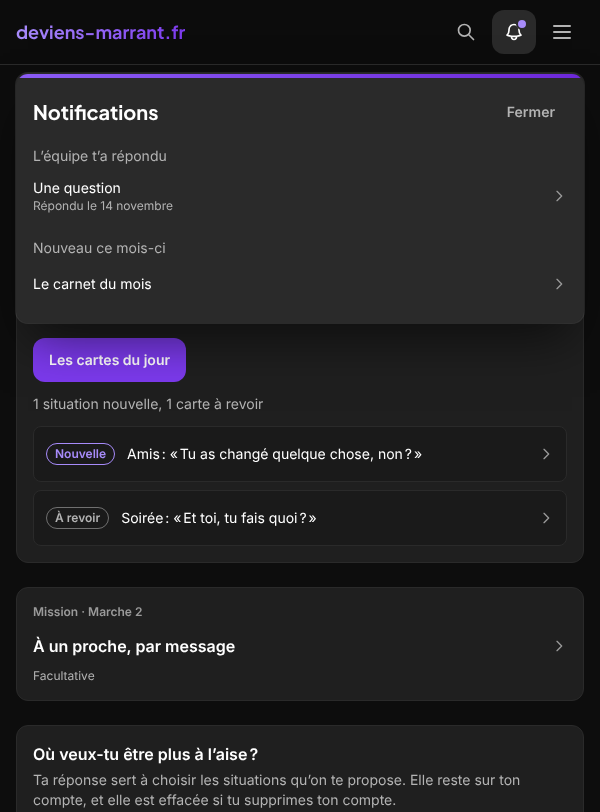 deviens-marrant.fr
Notifications
Fermer
L’équipe t’a répondu
Une question
Répondu le 14 novembre
Nouveau ce mois-ci
Le carnet du mois
Les cartes du jour
1 situation nouvelle, 1 carte à revoir
Nouvelle
Amis : « Tu as changé quelque chose, non ? »
À revoir
Soirée : « Et toi, tu fais quoi ? »
Mission · Marche 2
À un proche, par message
Facultative
Où veux-tu être plus à l’aise ?
Ta réponse sert à choisir les situations qu’on te propose. Elle reste sur ton
compte, et elle est effacée si tu supprimes ton compte.